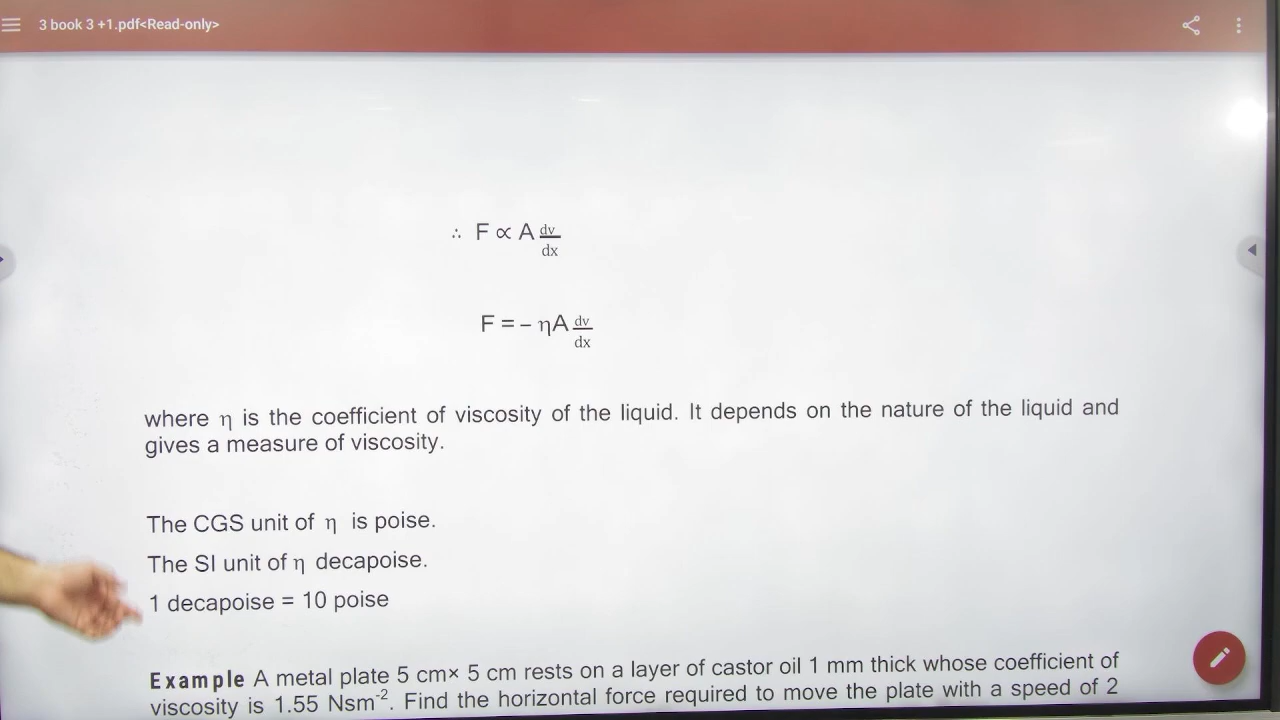 3 book 3 +1.pdf<Read-only>
∴ F ∝ A dv/dx
F = – ηA dv/dx
where η is the coefficient of viscosity of the liquid. It depends on the nature of the liquid and
gives a measure of viscosity.
The CGS unit of η is poise.
The SI unit of η decapoise.
1 decapoise = 10 poise
Example A metal plate 5 cm× 5 cm rests on a layer of castor oil 1 mm thick whose coefficient of
viscosity is 1.55 Nsm⁻². Find the horizontal force required to move the plate with a speed of 2